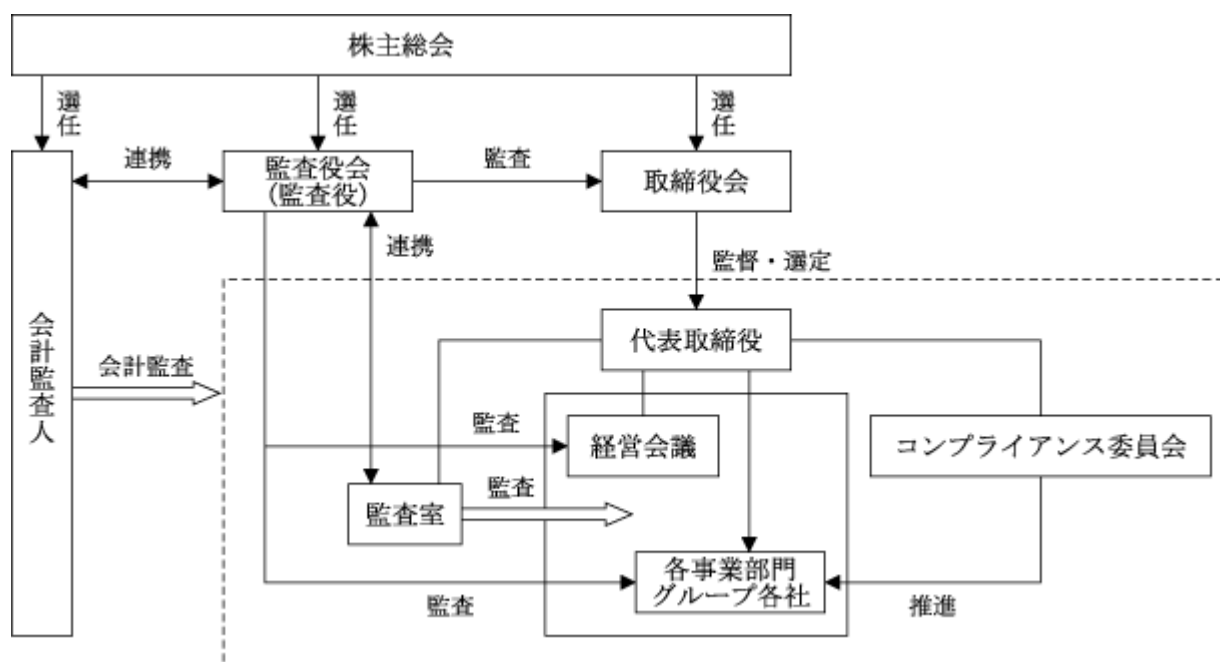 株主総会
選任
選任
選任
連携
監査役会
（監査役）
監査
取締役会
連携
監督・選定
会計監査人
会計監査
代表取締役
監査
経営会議
コンプライアンス委員会
監査
監査室
各事業部門
グループ各社
監査
推進